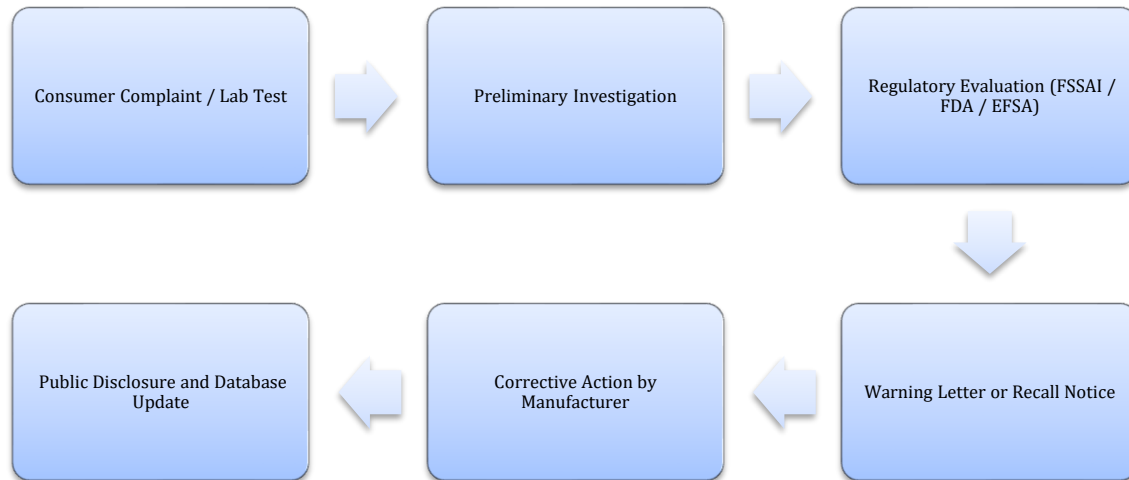 Consumer Complaint / Lab Test
Preliminary Investigation
Regulatory Evaluation (FSSAI /
FDA / EFSA)
Warning Letter or Recall Notice
Corrective Action by
Manufacturer
Public Disclosure and Database
Update